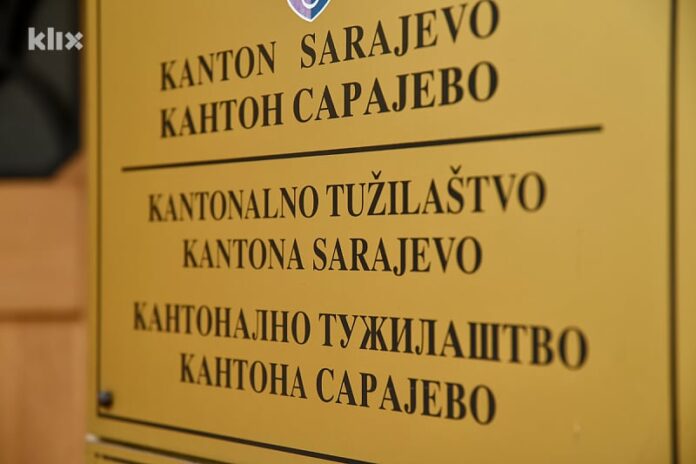 klix
KANTON SARAJEVO
КАНТОН САРАЈЕВО
KANTONALNO TUŽILAŠTVO
KANTONA SARAJEVO
КАНТОНАЛНО ТУЖИЛАШТВО
КАНТОНА САРАЈЕВО